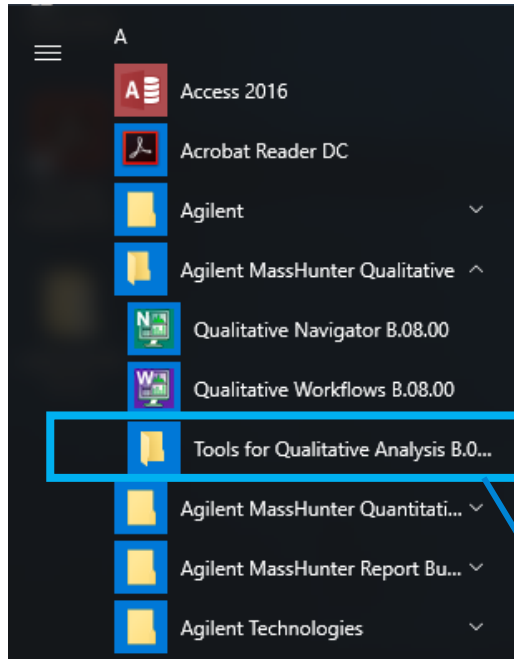 A
Access 2016
Acrobat Reader DC
Agilent
Agilent MassHunter Qualitative
Qualitative Navigator B.08.00
Qualitative Workflows B.08.00
Tools for Qualitative Analysis B.0...
Agilent MassHunter Quantitati...
Agilent MassHunter Report Bu...
Agilent Technologies